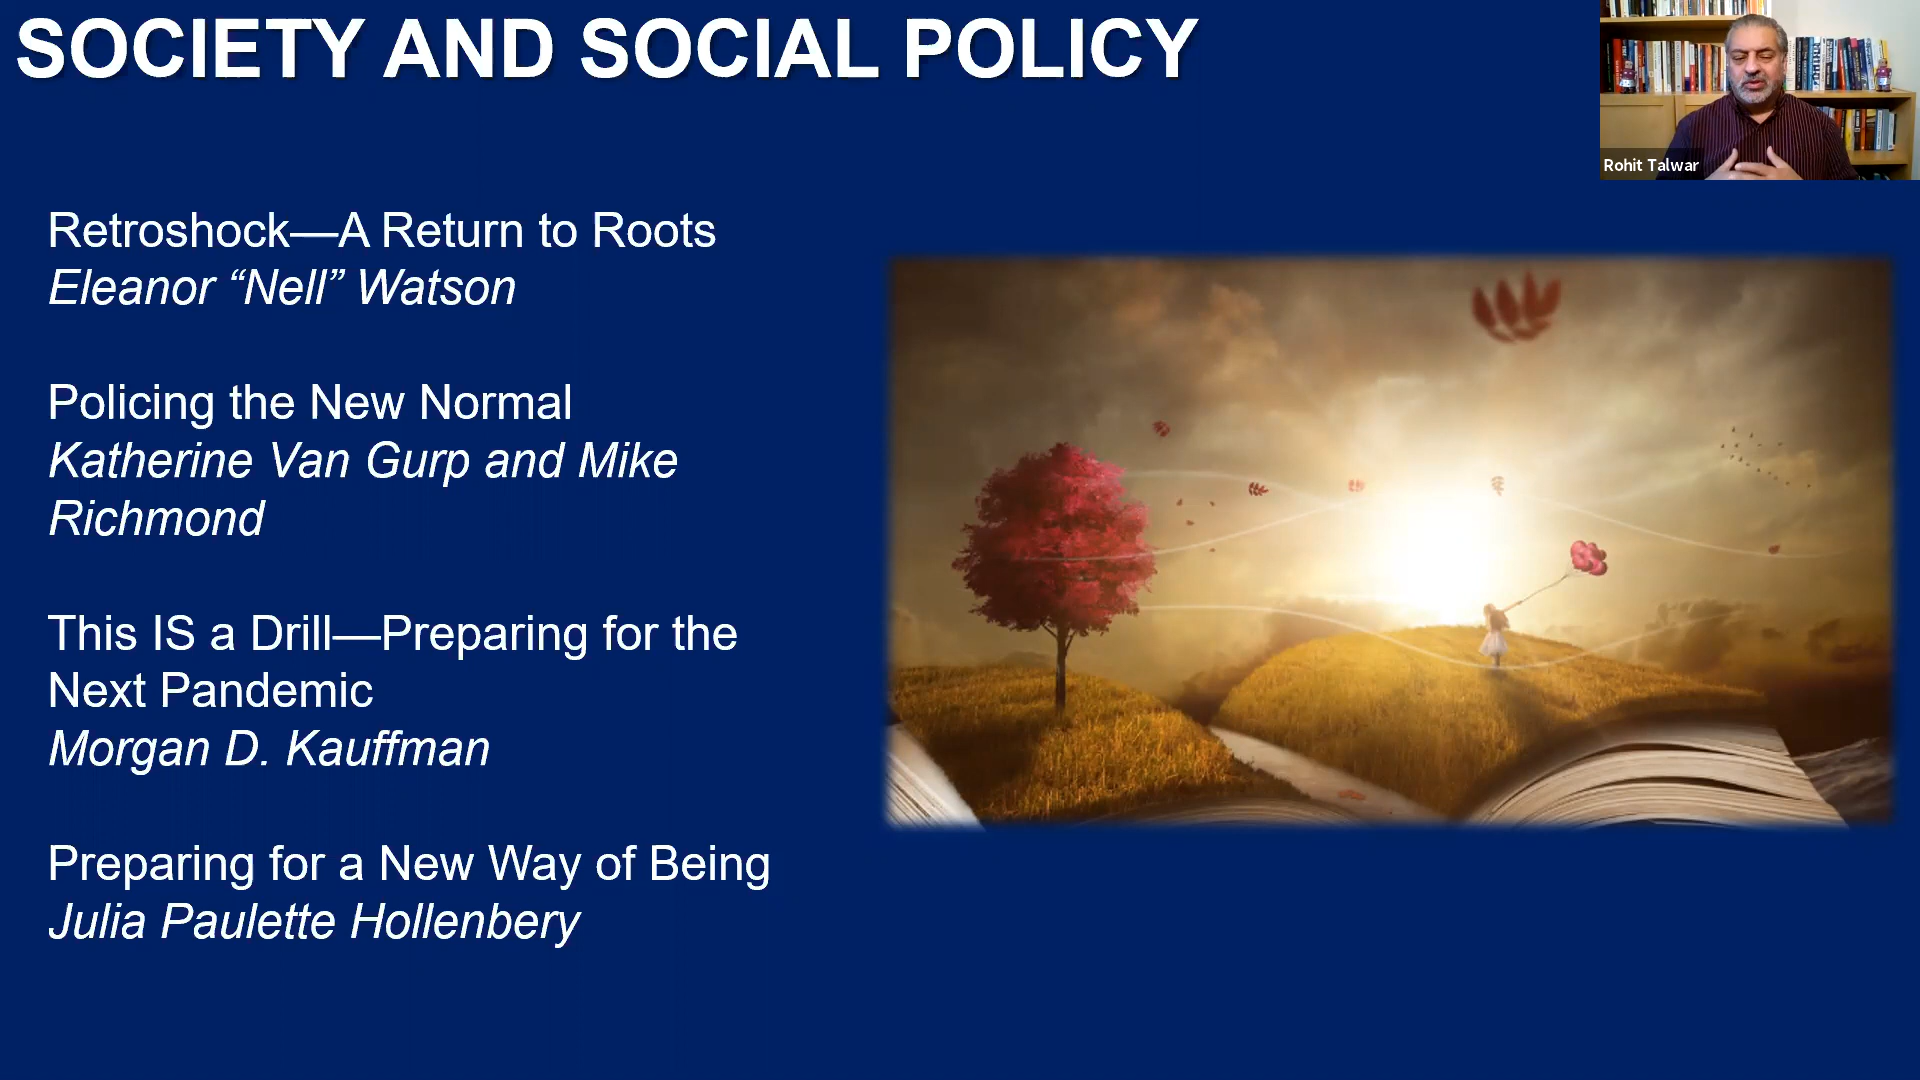 SOCIETY AND SOCIAL POLICY
Rohit Talwar
Retroshock—A Return to Roots
Eleanor “Nell” Watson
Policing the New Normal
Katherine Van Gurp and Mike
Richmond
This IS a Drill—Preparing for the
Next Pandemic
Morgan D. Kauffman
Preparing for a New Way of Being
Julia Paulette Hollenbery